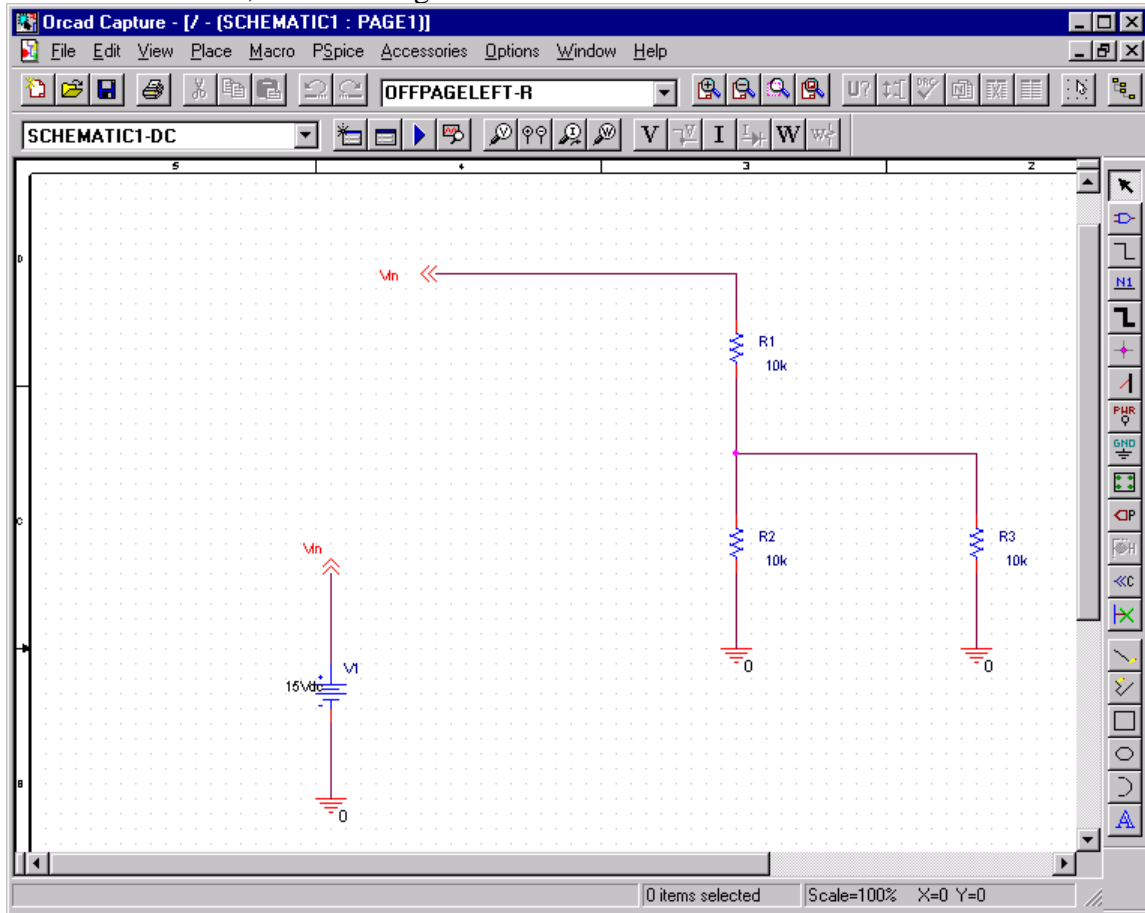 Orcad Capture - [/ - (SCHEMATIC1 : PAGE1)]
File Edit View Place Macro PSpice Accessories Options Window Help
OFFPAGELEFT-R U?
SCHEMATIC1-DC V I W
5 4 3 2
D
Vin
R1
10k
C
R2
10k
R3
10k
Vin
0
0
V1
15Vdc
B
0
N1
PWR
GND
P
H
C
A
0 items selected Scale=100% X=0 Y=0